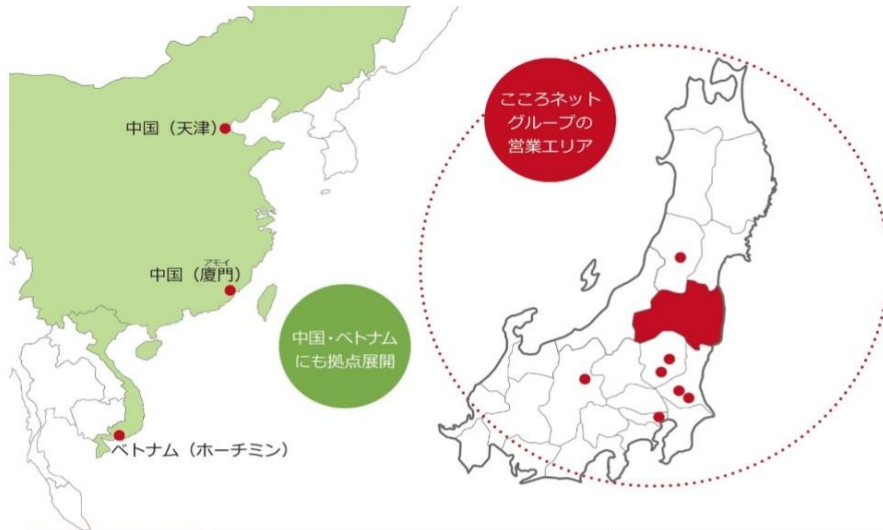 中国（天津）
アモイ
中国（廈門）
中国・ベトナム
にも拠点展開
ベトナム（ホーチミン）
こころネット
グループの
営業エリア